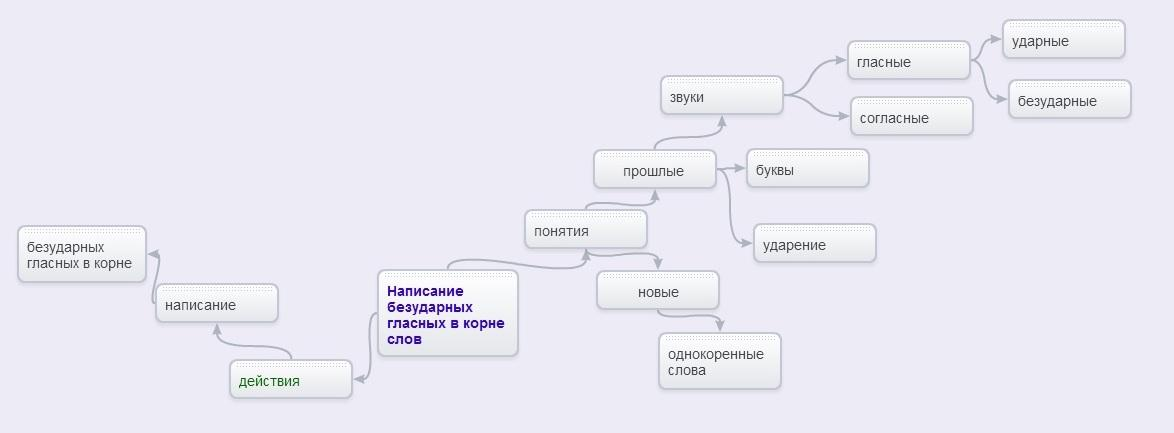 ударные
гласные
безударные
звуки
согласные
прошлые
буквы
понятия
ударение
безударных
гласных в корне
написание
Написание
безударных
гласных в корне
слов
новые
однокоренные
слова
действия